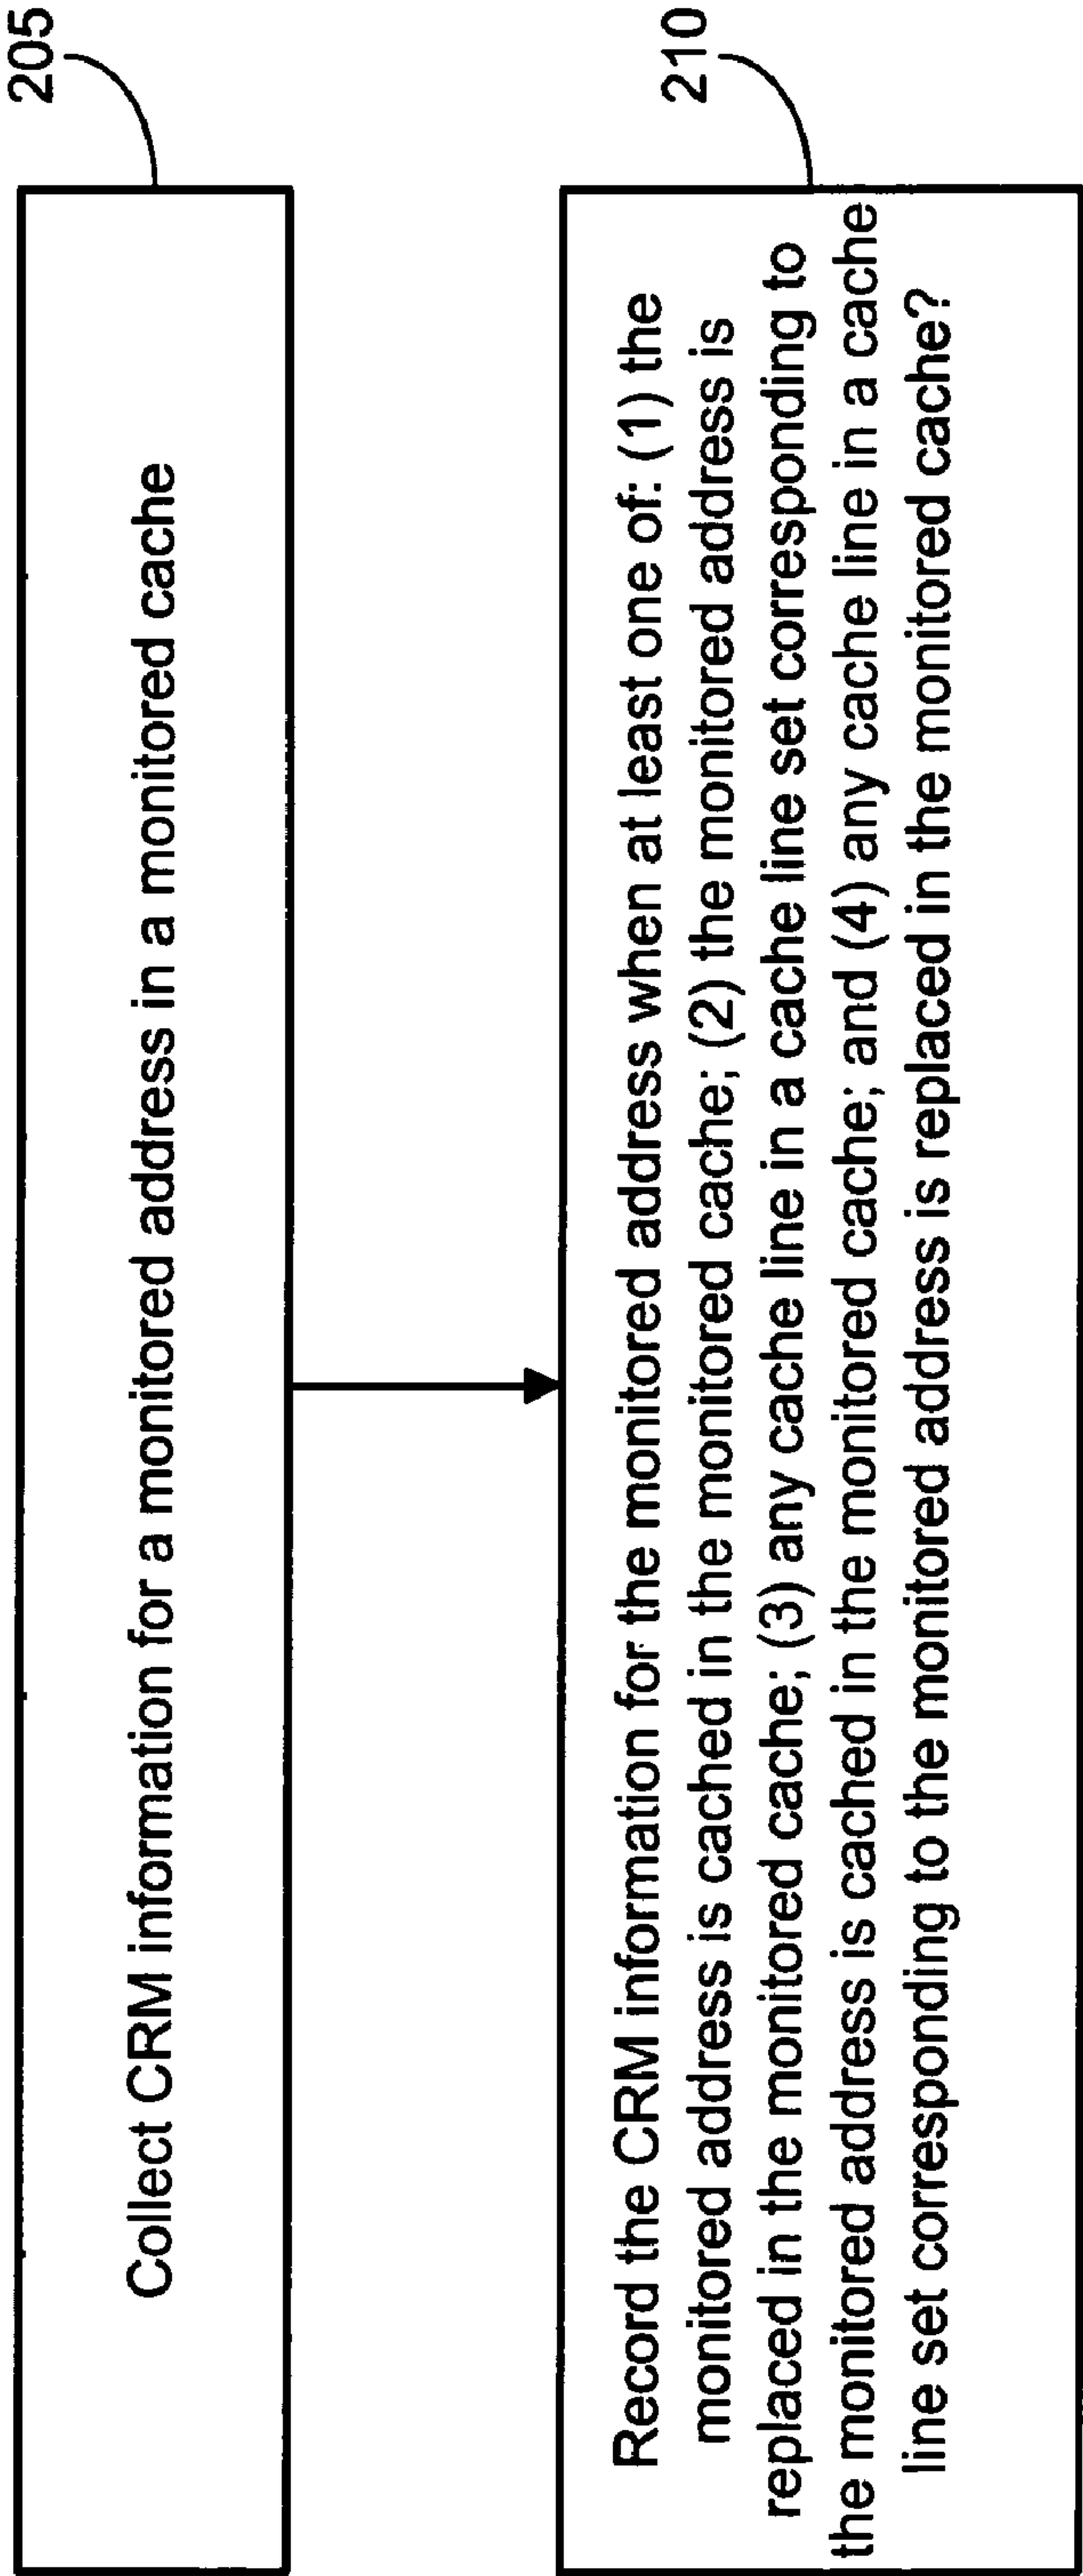 205
Collect CRM information for a monitored address in a monitored cache
210
Record the CRM information for the monitored address when at least one of: (1) the
monitored address is cached in the monitored cache; (2) the monitored address is
replaced in the monitored cache; (3) any cache line in a cache line set corresponding to
the monitored address is cached in the monitored cache; and (4) any cache line in a cache
line set corresponding to the monitored address is replaced in the monitored cache?